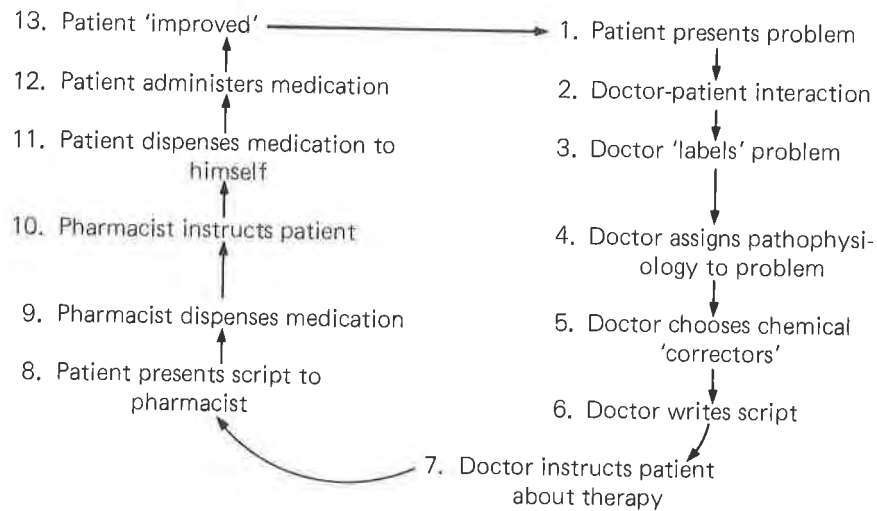 1. Patient presents problem
2. Doctor-patient interaction
3. Doctor 'labels' problem
4. Doctor assigns pathophysi-
ology to problem
5. Doctor chooses chemical
'correctors'
6. Doctor writes script
7. Doctor instructs patient
about therapy
8. Patient presents script to
pharmacist
9. Pharmacist dispenses medication
10. Pharmacist instructs patient
11. Patient dispenses medication to
himself
12. Patient administers medication
13. Patient 'improved'